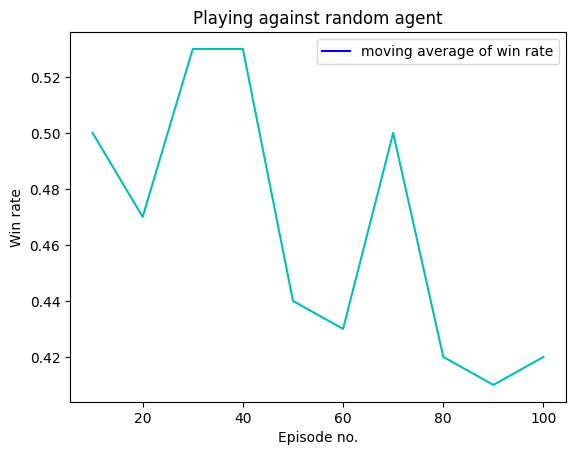 Playing against random agent
moving average of win rate
Win rate
0.52
0.50
0.48
0.46
0.44
0.42
20
40
60
80
100
Episode no.